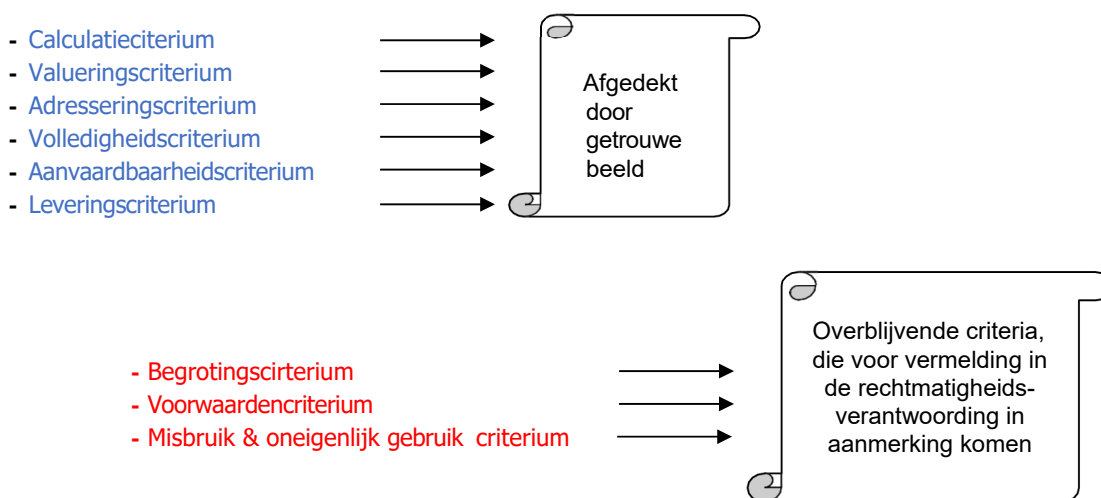 - Calculatieciterium
- Valueringscriterium
- Adresseringscriterium
- Volledigheidscriterium
- Aanvaardbaarheidscriterium
- Leveringscriterium
Afgedekt
door
getrouwe
beeld
- Begrotingscirterium
- Voorwaardencriterium
- Misbruik & oneigenlijk gebruik criterium
Overblijvende criteria,
die voor vermelding in
de rechtmatigheids-
verantwoording in
aanmerking komen